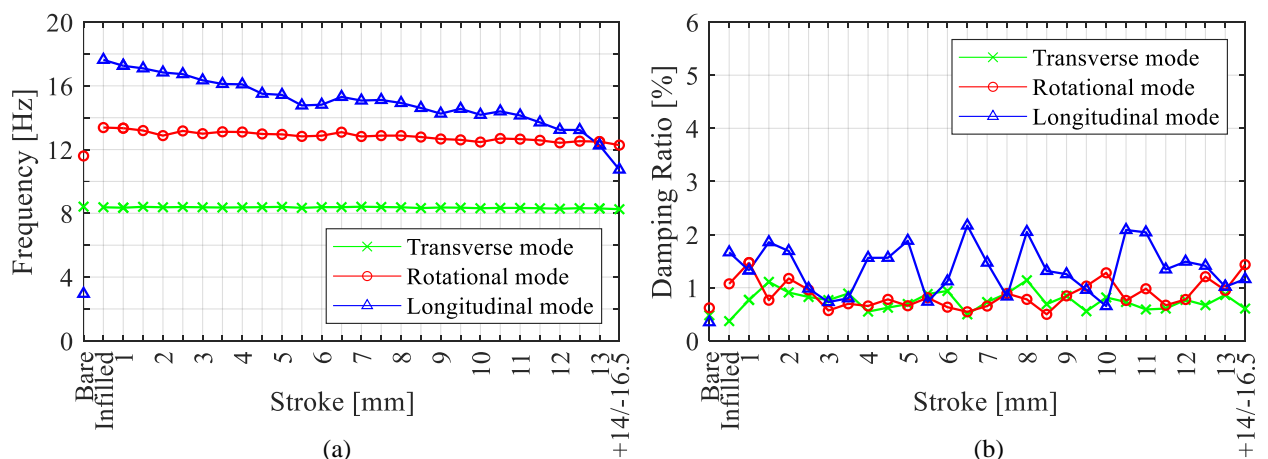 20
16
12
8
4
0
Frequency [Hz]
Transverse mode
Rotational mode
Longitudinal mode
Bare
Infilled
1
2
3
4
5
6
7
8
9
10
11
12
13
+14/-16.5
Stroke [mm]
(a)
6
5
4
3
2
1
0
Damping Ratio [%]
Transverse mode
Rotational mode
Longitudinal mode
Bare
Infilled
1
2
3
4
5
6
7
8
9
10
11
12
13
+14/-16.5
Stroke [mm]
(b)